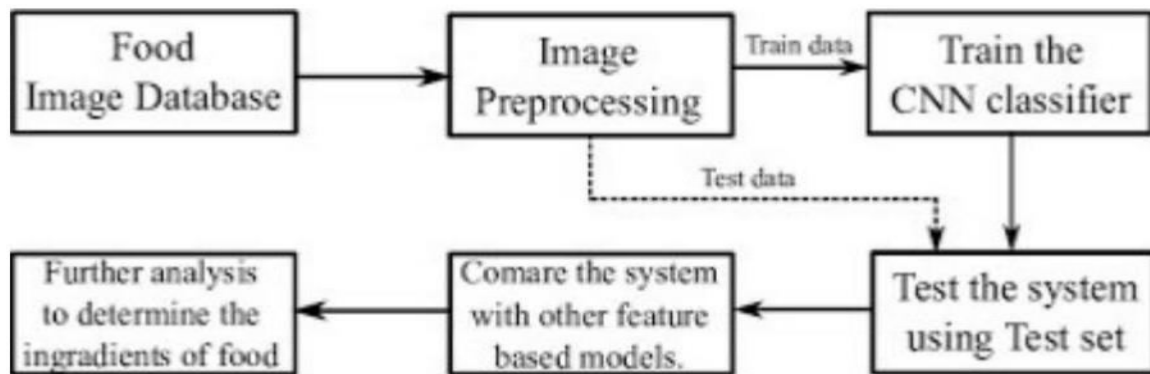 Food
Image Database
Image
Preprocessing
Train data
Train the
CNN classifier
Test data
Test the system
using Test set
Comare the system
with other feature
based models.
Further analysis
to determine the
ingradients of food